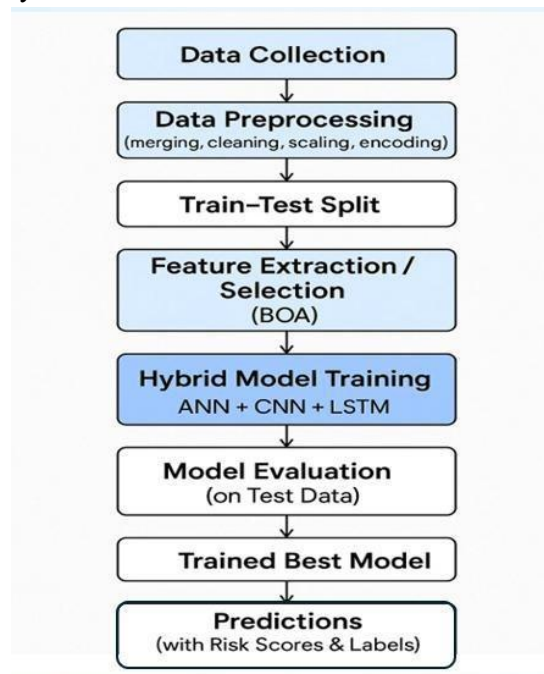 Data Collection
Data Preprocessing
(merging, cleaning, scaling, encoding)
Train–Test Split
Feature Extraction /
Selection
(BOA)
Hybrid Model Training
ANN + CNN + LSTM
Model Evaluation
(on Test Data)
Trained Best Model
Predictions
(with Risk Scores & Labels)